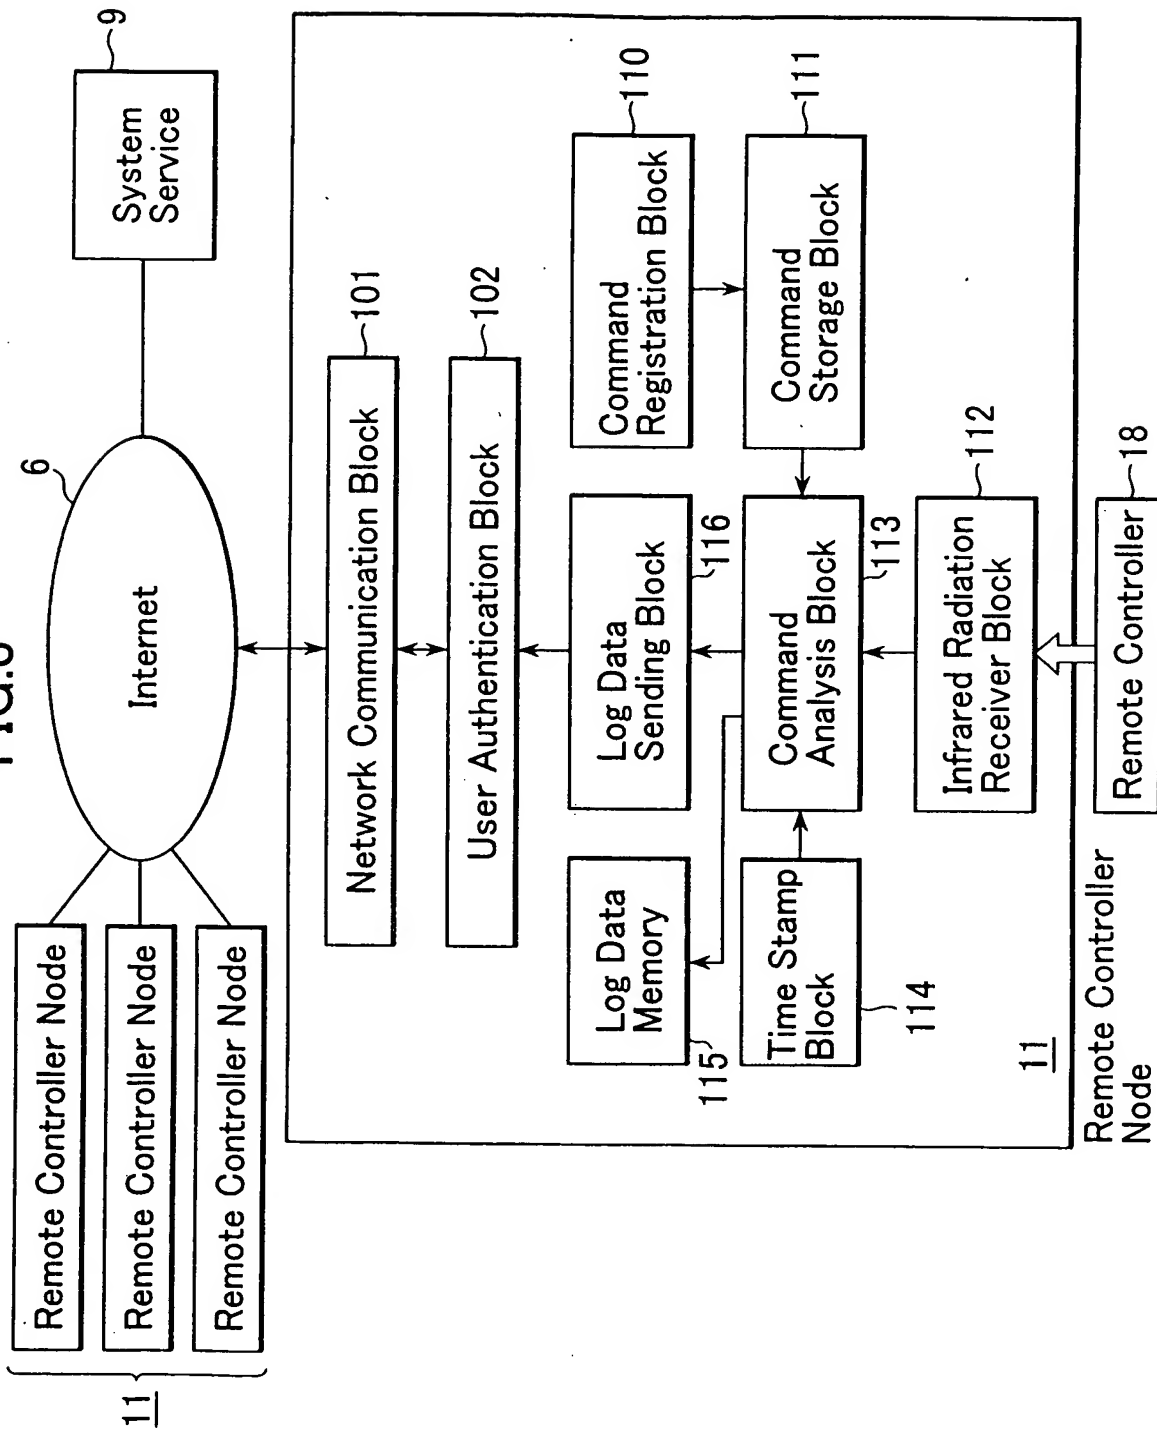 11
Remote Controller Node
Remote Controller Node
Remote Controller Node
6
Internet
9
System
Service
Network Communication Block
101
User Authentication Block
102
Log Data
Memory
115
Log Data
Sending Block
116
Command
Registration Block
110
Time Stamp
Block
114
Command
Analysis Block
113
Command
Storage Block
111
Infrared Radiation
Receiver Block
112
11
Remote Controller
Node
Remote Controller
18